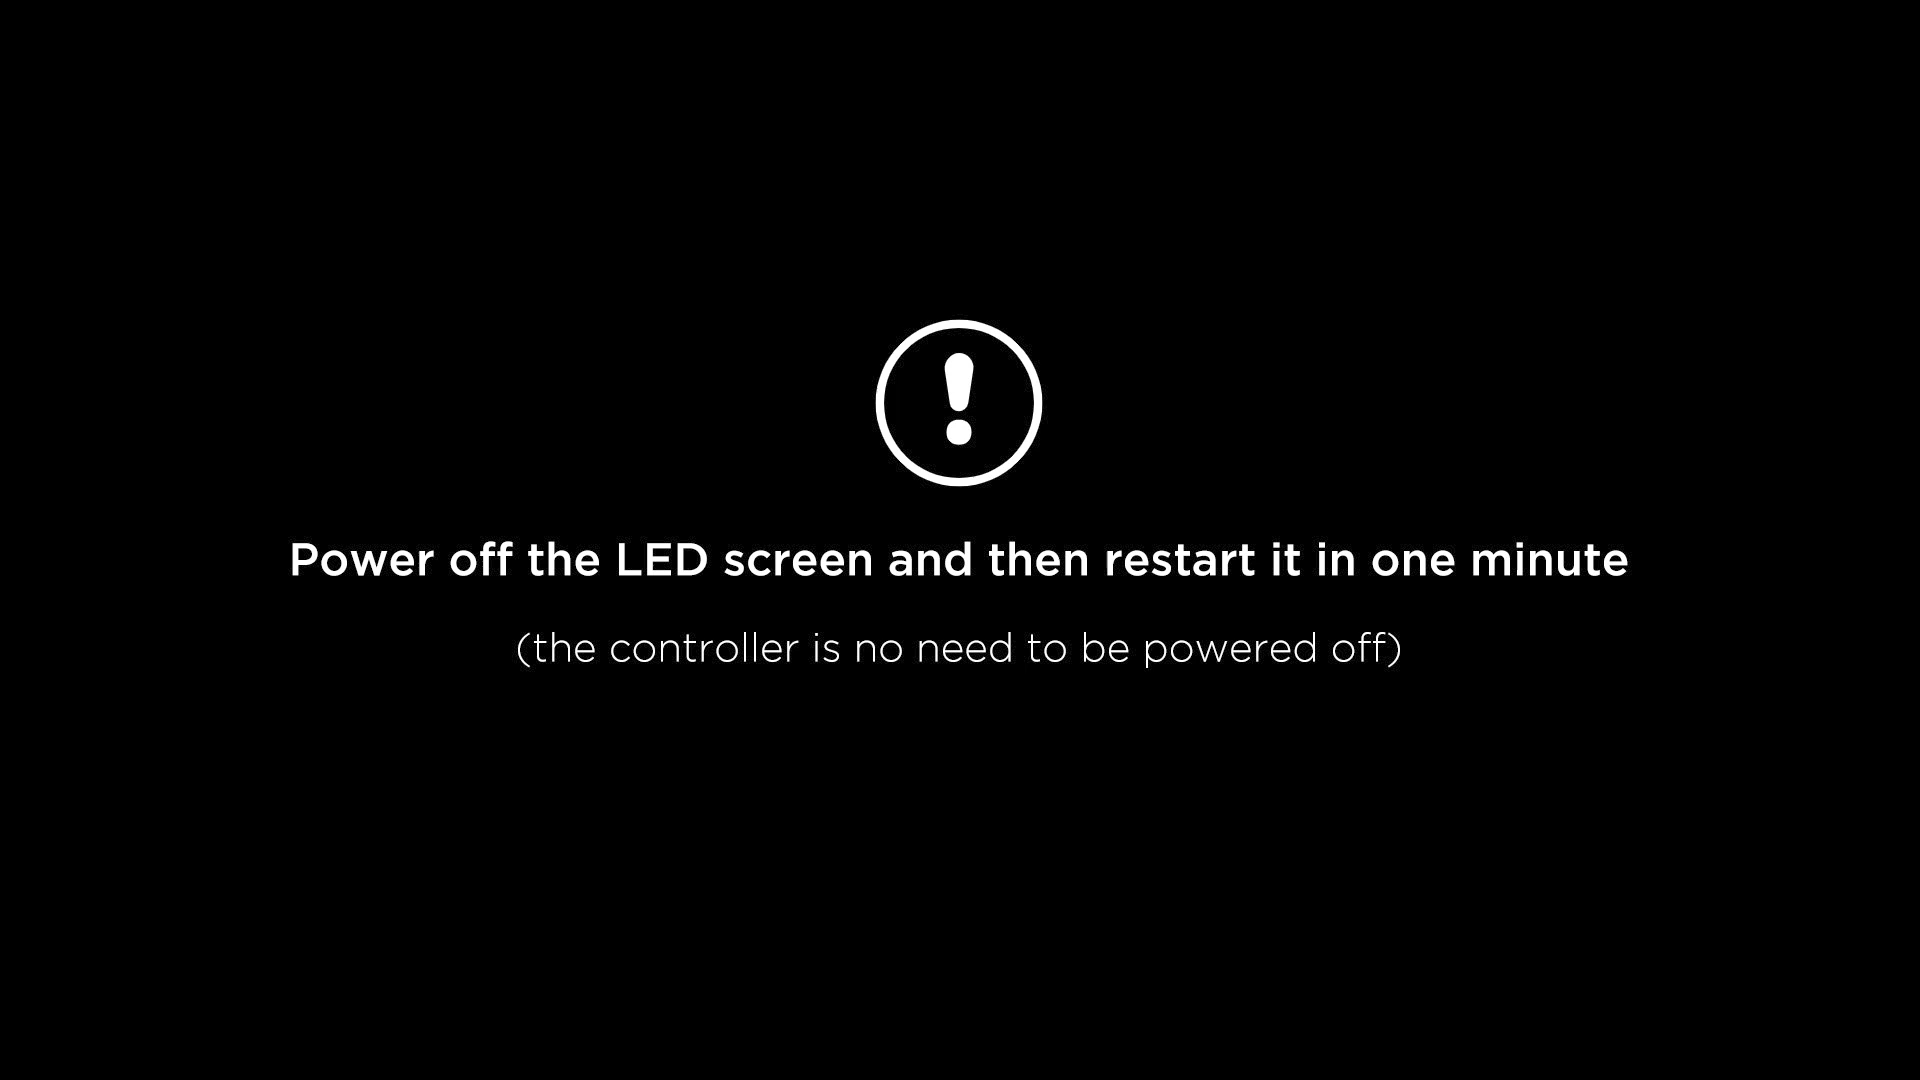 Power off the LED screen and then restart it in one minute
(the controller is no need to be powered off)